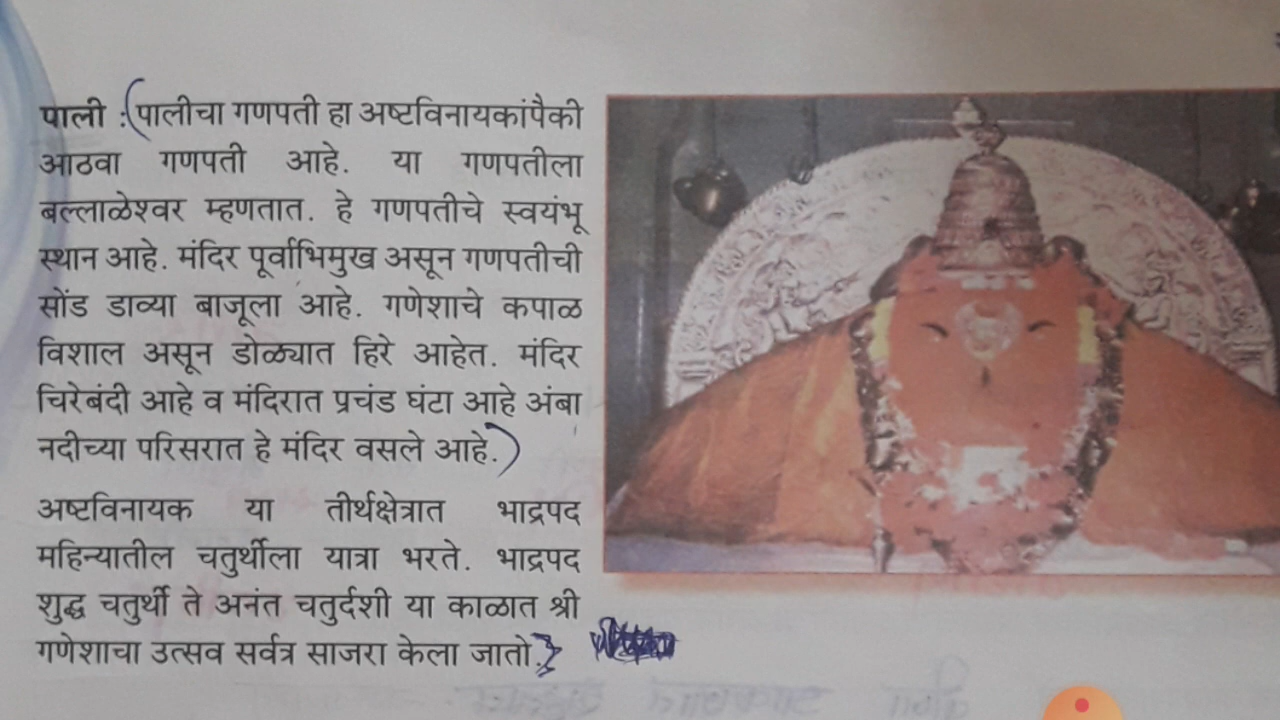 पाली : (पालीचा गणपती हा अष्टविनायकांपैकी
आठवा गणपती आहे. या गणपतीला
बल्लाळेश्वर म्हणतात. हे गणपतीचे स्वयंभू
स्थान आहे. मंदिर पूर्वाभिमुख असून गणपतीची
सोंड डाव्या बाजूला आहे. गणेशाचे कपाळ
विशाल असून डोळ्यात हिरे आहेत. मंदिर
चिरेबंदी आहे व मंदिरात प्रचंड घंटा आहे अंबा
नदीच्या परिसरात हे मंदिर वसले आहे.)
अष्टविनायक या तीर्थक्षेत्रात भाद्रपद
महिन्यातील चतुर्थीला यात्रा भरते. भाद्रपद
शुद्ध चतुर्थी ते अनंत चतुर्दशी या काळात श्री
गणेशाचा उत्सव सर्वत्र साजरा केला जातो.